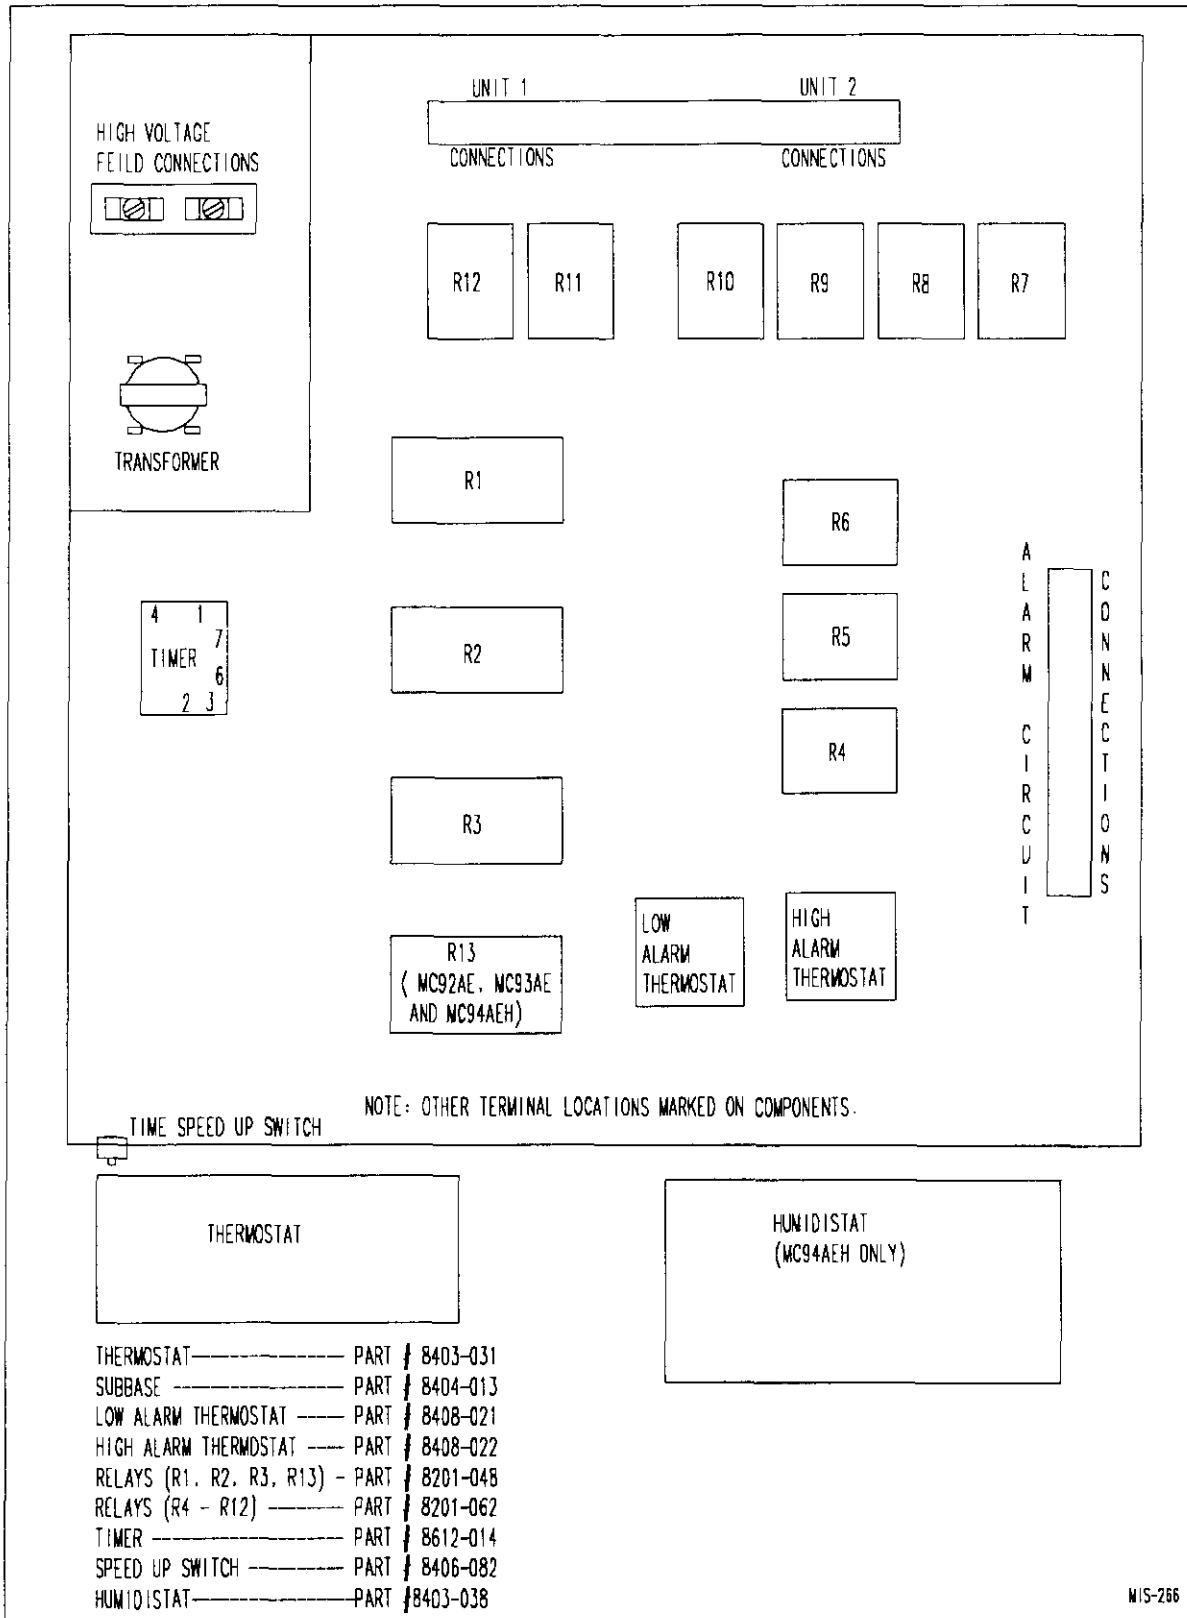 UNIT 1
UNIT 2
CONNECTIONS
CONNECTIONS
HIGH VOLTAGE
FEILD CONNECTIONS
R12
R11
R10
R9
R8
R7
TRANSFORMER
R1
R6
R2
R5
R3
R4
4 1
7
TIMER
6
2 3
ALARM CIRCUIT
CONNECTIONS
R13
( MC92AE, MC93AE
AND MC94AEH)
LOW
ALARM
THERMOSTAT
HIGH
ALARM
THERMOSTAT
NOTE: OTHER TERMINAL LOCATIONS MARKED ON COMPONENTS.
TIME SPEED UP SWITCH
THERMOSTAT
HUMIDISTAT
(MC94AEH ONLY)
THERMOSTAT--------------- PART # 8403-031
SUBBASE ----------------- PART # 8404-013
LOW ALARM THERMOSTAT ----- PART # 8408-021
HIGH ALARM THERMOSTAT ---- PART # 8408-022
RELAYS (R1, R2, R3, R13) - PART # 8201-048
RELAYS (R4 - R12) -------- PART # 8201-062
TIMER ------------------- PART # 8612-014
SPEED UP SWITCH ---------- PART # 8406-082
HUMIDISTAT----------------PART #8403-038
MIS-266